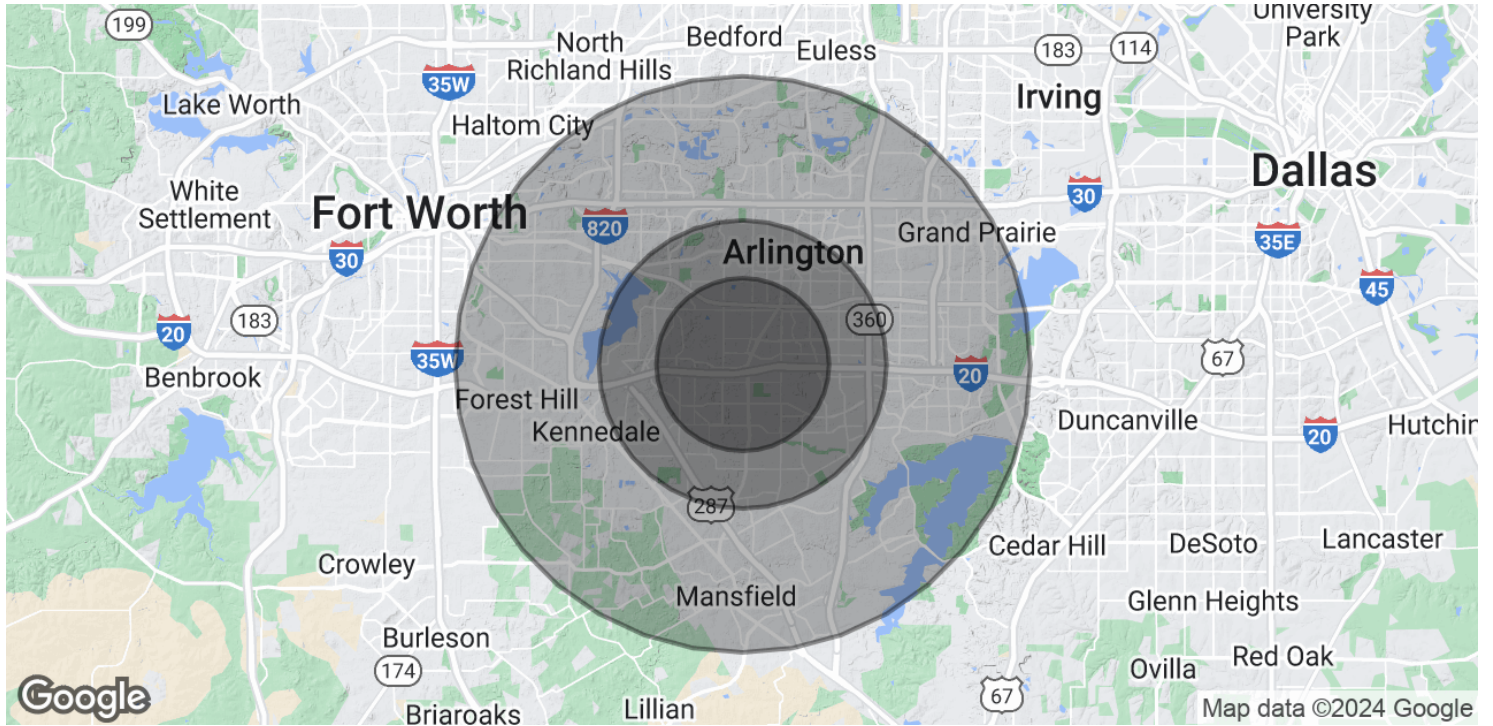 199
University
Park
North
Richland Hills
Bedford
Euless
183
114
35W
Lake Worth
Irving
Haltom City
Dallas
White
Settlement
Fort Worth
30
820
Grand Prairie
Arlington
30
35E
45
183
20
360
35W
67
Benbrook
20
Forest Hill
Kennedale
Duncanville
20
Hutchin
287
Cedar Hill
DeSoto
Lancaster
Crowley
Mansfield
Glenn Heights
Burleson
174
Ovilla
Red Oak
67
Google
Briaroaks
Lillian
Map data ©2024 Google